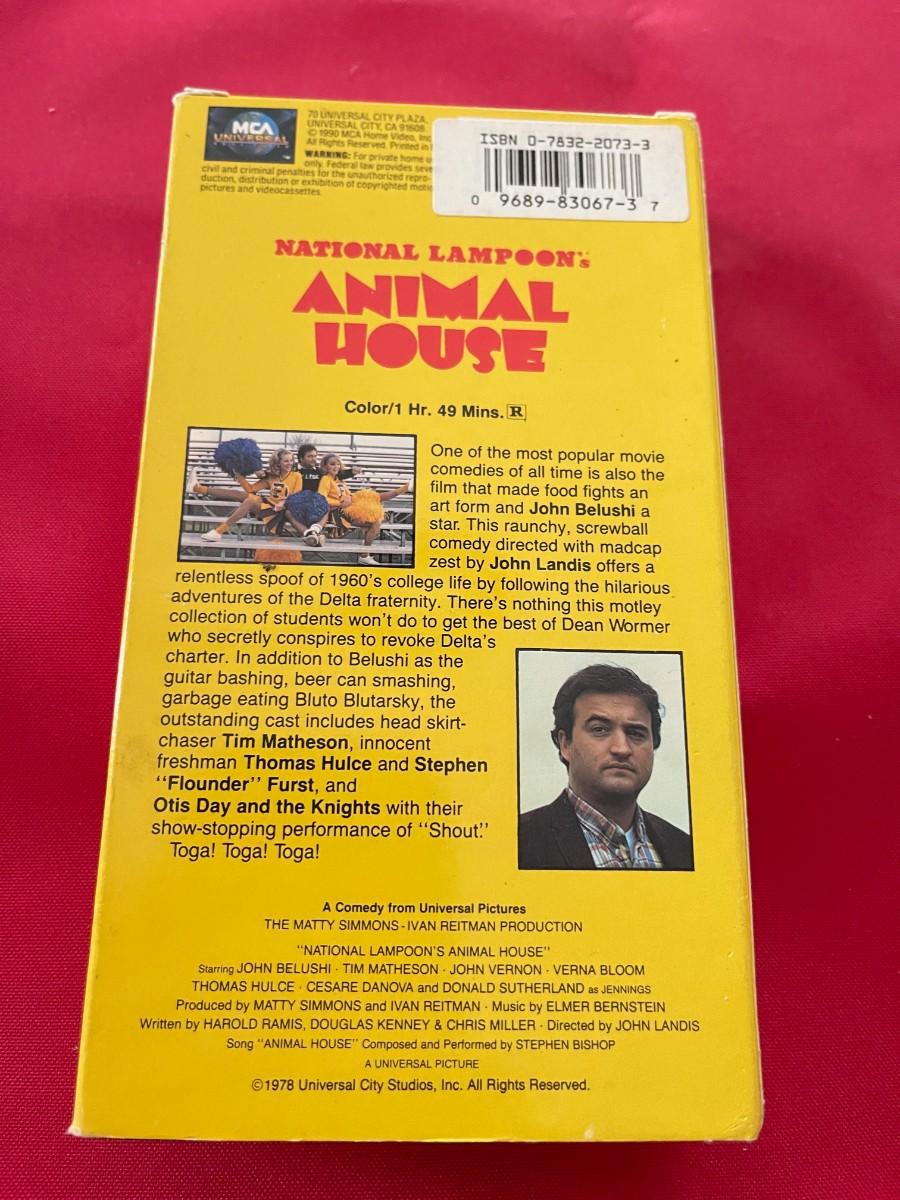 MCA
UNIVERSAL
70 UNIVERSAL CITY PLAZA,
UNIVERSAL CITY, CA 91608
© 1990 MCA Home Video, Inc
All Rights Reserved. Printed in
WARNING: For private home u
only. Federal law provides seve
civil and criminal penalties for the unauthorized repro-
duction, distribution or exhibition of copyrighted motio
pictures and videocassettes.
ISBN 0-7832-2073-3
0 9689-83067-3 7
NATIONAL LAMPOON's
ANIMAL
HOUSE
Color/1 Hr. 49 Mins. R
One of the most popular movie
comedies of all time is also the
film that made food fights an
art form and John Belushi a
star. This raunchy, screwball
comedy directed with madcap
zest by John Landis offers a
relentless spoof of 1960's college life by following the hilarious
adventures of the Delta fraternity. There's nothing this motley
collection of students won't do to get the best of Dean Wormer
who secretly conspires to revoke Delta's
charter. In addition to Belushi as the
guitar bashing, beer can smashing,
garbage eating Bluto Blutarsky, the
outstanding cast includes head skirt-
chaser Tim Matheson, innocent
freshman Thomas Hulce and Stephen
"Flounder" Furst, and
Otis Day and the Knights with their
show-stopping performance of "Shout."
Toga! Toga! Toga!
A Comedy from Universal Pictures
THE MATTY SIMMONS - IVAN REITMAN PRODUCTION
"NATIONAL LAMPOON'S ANIMAL HOUSE"
Starring JOHN BELUSHI · TIM MATHESON · JOHN VERNON · VERNA BLOOM
THOMAS HULCE · CESARE DANOVA and DONALD SUTHERLAND as JENNINGS
Produced by MATTY SIMMONS and IVAN REITMAN · Music by ELMER BERNSTEIN
Written by HAROLD RAMIS, DOUGLAS KENNEY & CHRIS MILLER · Directed by JOHN LANDIS
Song "ANIMAL HOUSE" Composed and Performed by STEPHEN BISHOP
A UNIVERSAL PICTURE
©1978 Universal City Studios, Inc. All Rights Reserved.